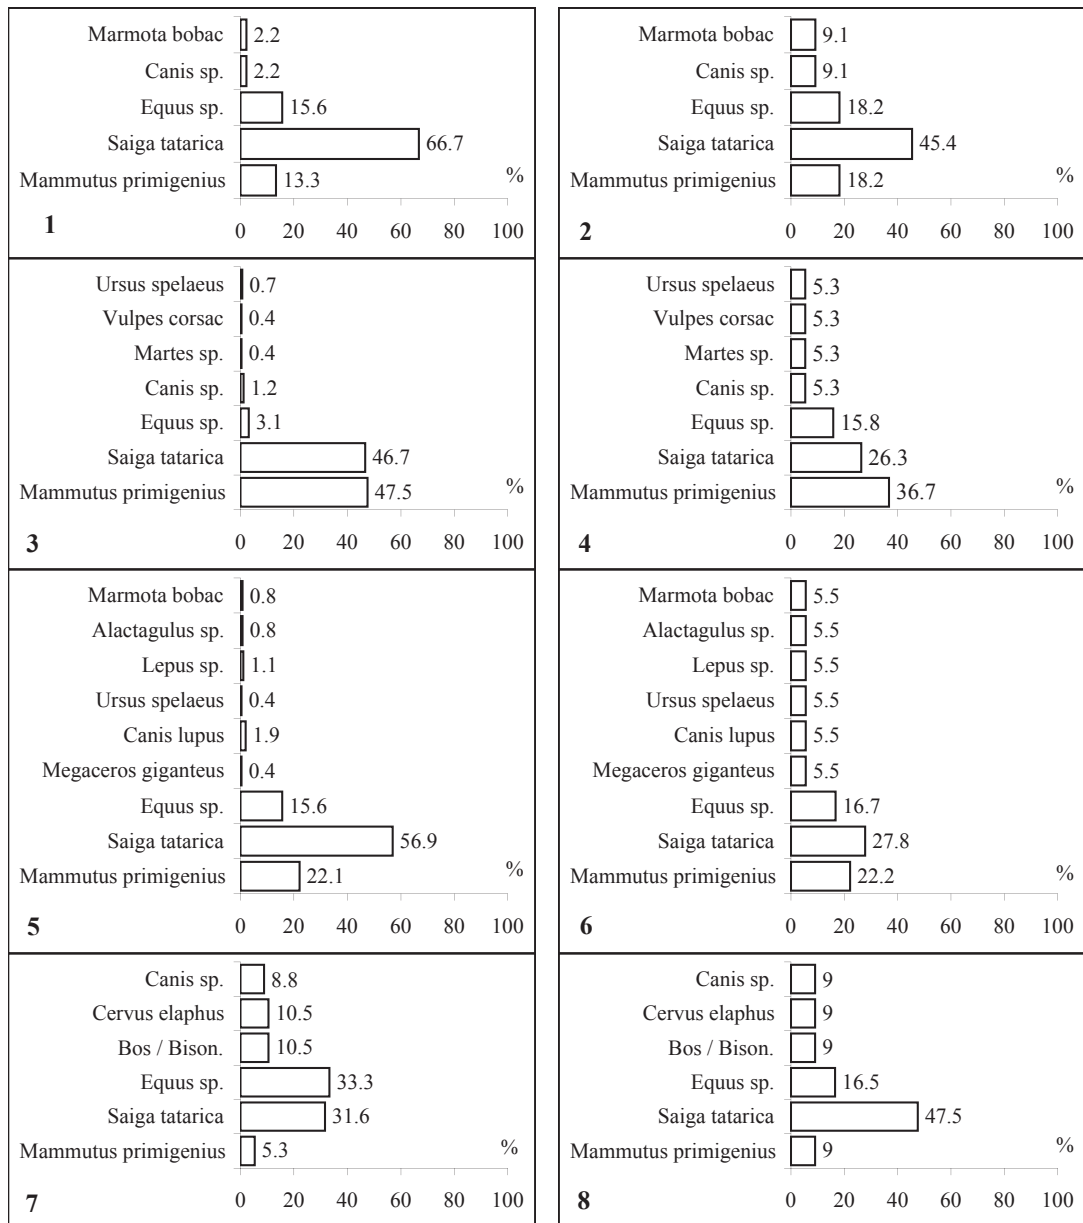 Marmota bobac 2.2
Canis sp. 2.2
Equus sp. 15.6
Saiga tatarica 66.7
Mammutus primigenius 13.3 %
1 0 20 40 60 80 100
Marmota bobac 9.1
Canis sp. 9.1
Equus sp. 18.2
Saiga tatarica 45.4
Mammutus primigenius 18.2 %
2 0 20 40 60 80 100
Ursus spelaeus 0.7
Vulpes corsac 0.4
Martes sp. 0.4
Canis sp. 1.2
Equus sp. 3.1
Saiga tatarica 46.7
Mammutus primigenius 47.5 %
3 0 20 40 60 80 100
Ursus spelaeus 5.3
Vulpes corsac 5.3
Martes sp. 5.3
Canis sp. 5.3
Equus sp. 15.8
Saiga tatarica 26.3
Mammutus primigenius 36.7 %
4 0 20 40 60 80 100
Marmota bobac 0.8
Alactagulus sp. 0.8
Lepus sp. 1.1
Ursus spelaeus 0.4
Canis lupus 1.9
Megaceros giganteus 0.4
Equus sp. 15.6
Saiga tatarica 56.9
Mammutus primigenius 22.1 %
5 0 20 40 60 80 100
Marmota bobac 5.5
Alactagulus sp. 5.5
Lepus sp. 5.5
Ursus spelaeus 5.5
Canis lupus 5.5
Megaceros giganteus 5.5
Equus sp. 16.7
Saiga tatarica 27.8
Mammutus primigenius 22.2 %
6 0 20 40 60 80 100
Canis sp. 8.8
Cervus elaphus 10.5
Bos / Bison. 10.5
Equus sp. 33.3
Saiga tatarica 31.6
Mammutus primigenius 5.3 %
7 0 20 40 60 80 100
Canis sp. 9
Cervus elaphus 9
Bos / Bison. 9
Equus sp. 16.5
Saiga tatarica 47.5
Mammutus primigenius 9 %
8 0 20 40 60 80 100